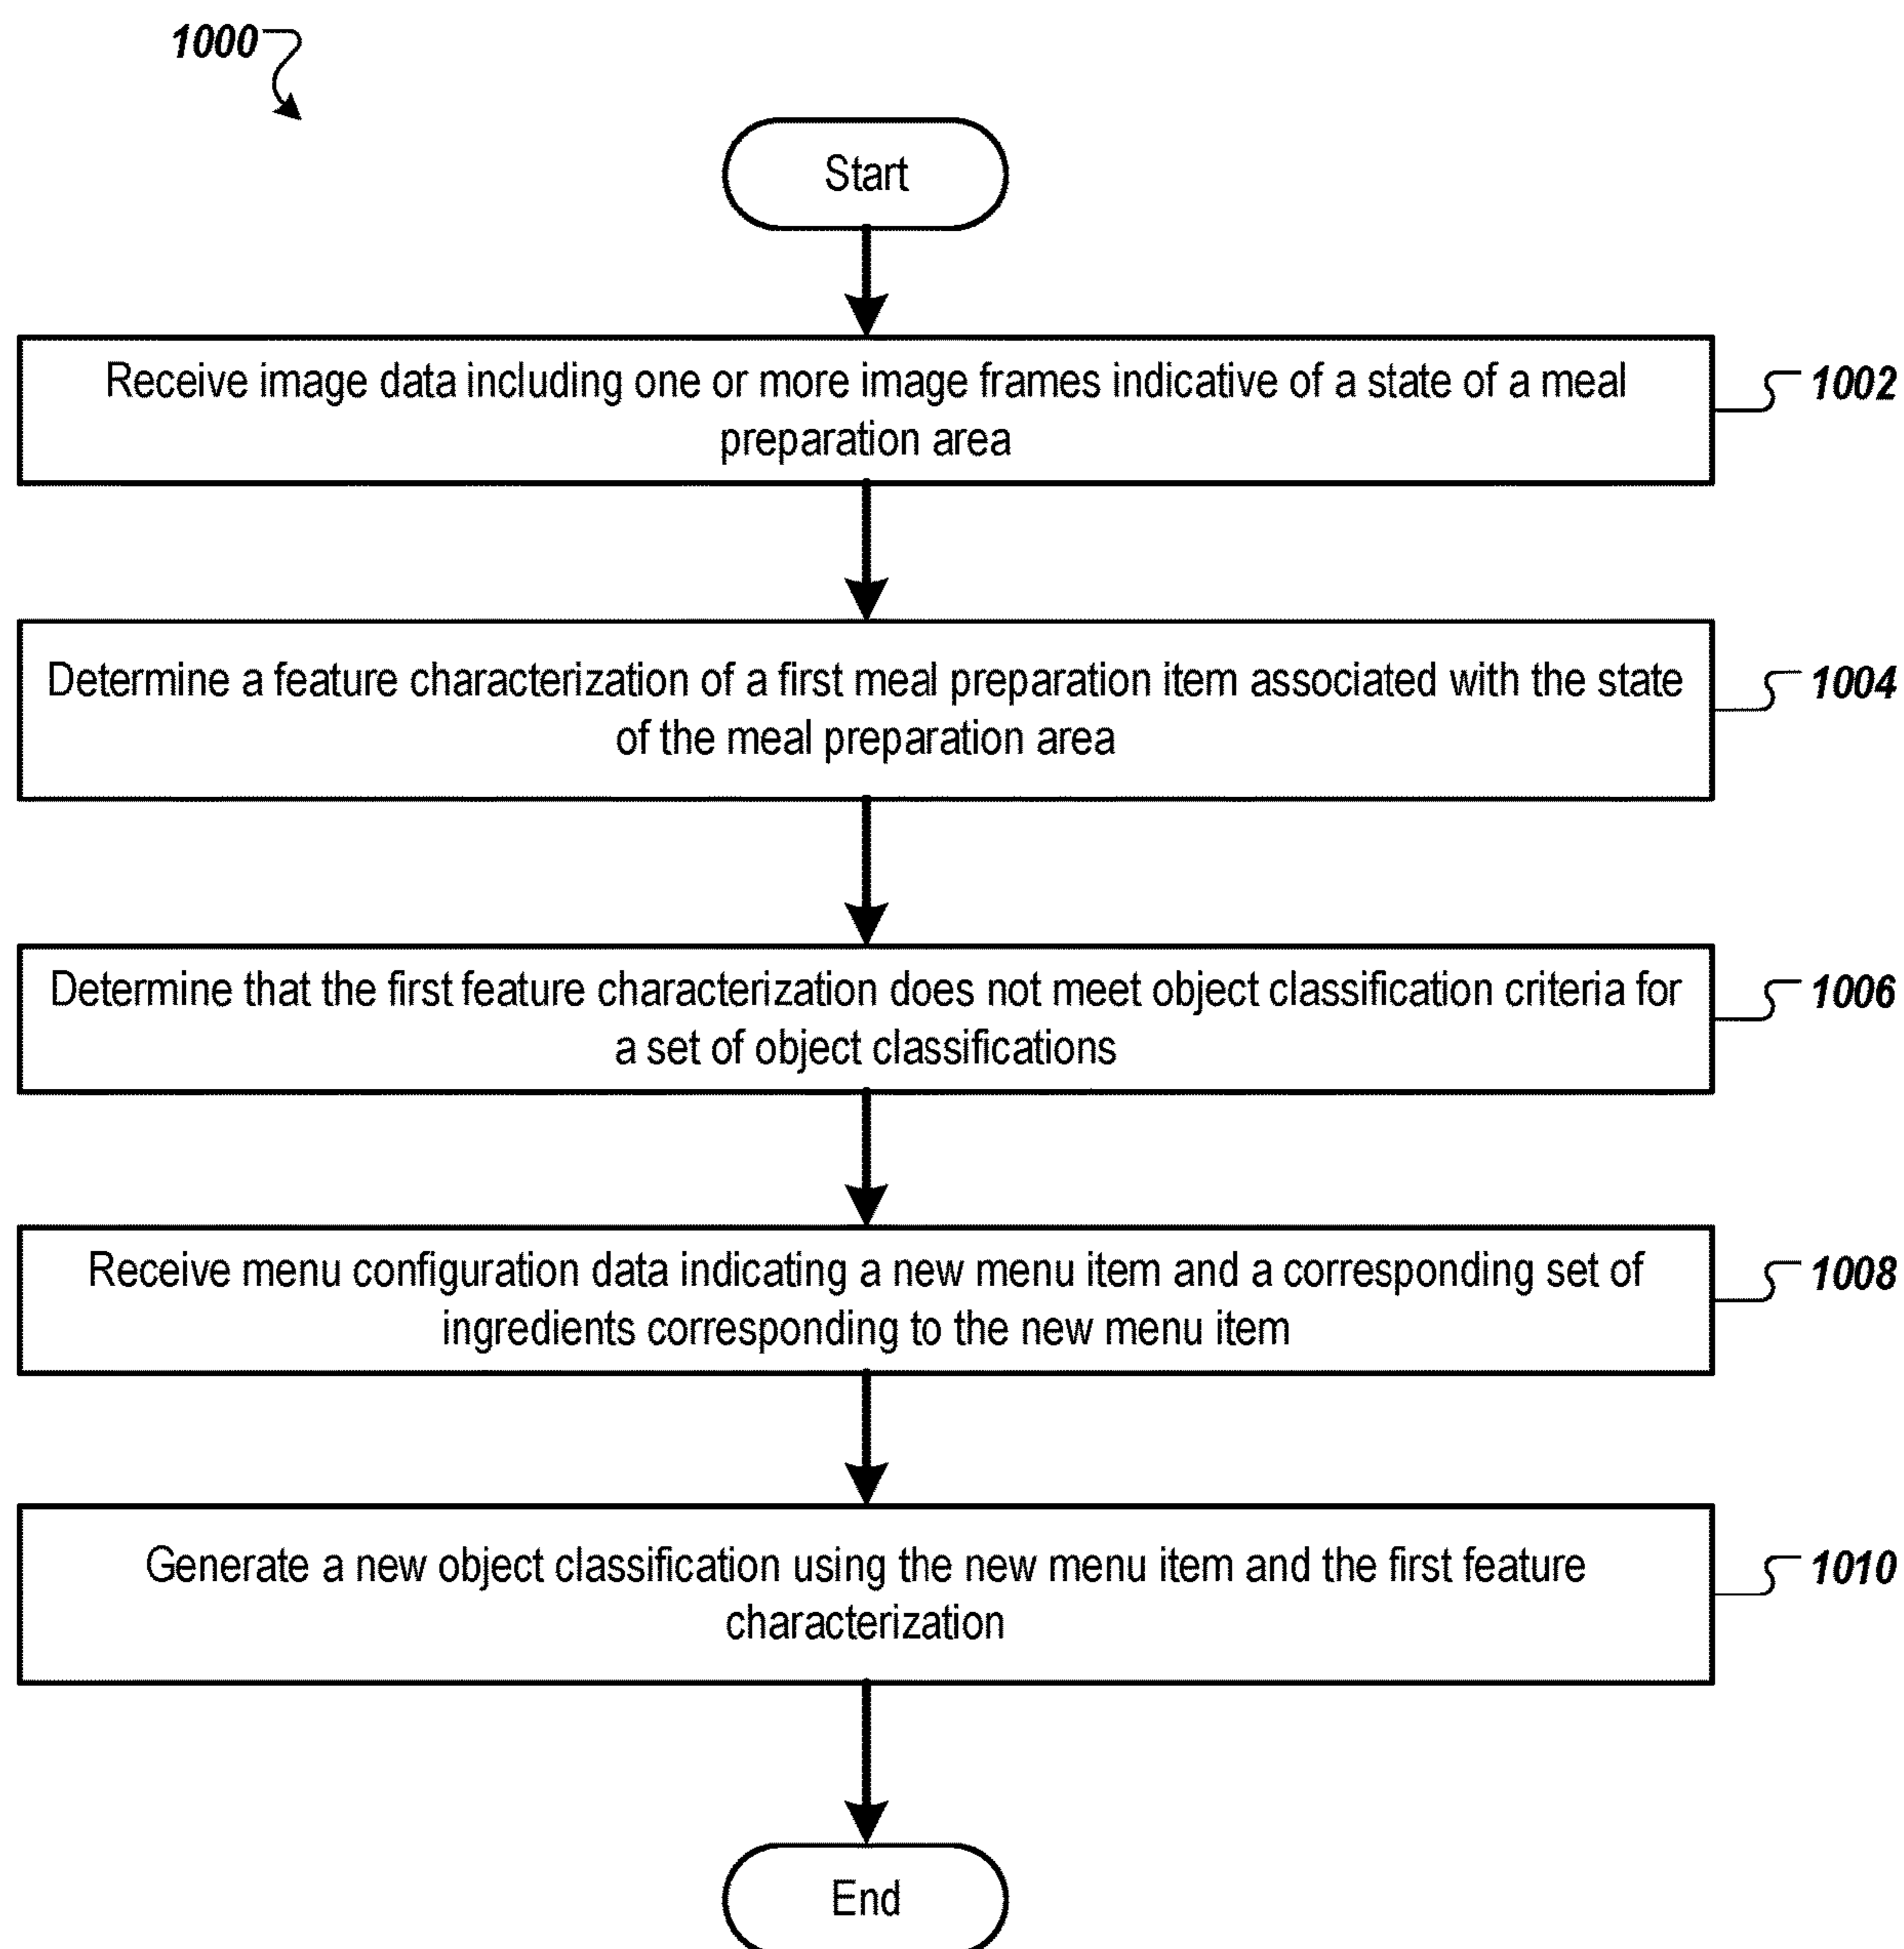 1000
Start
Receive image data including one or more image frames indicative of a state of a meal
preparation area
1002
Determine a feature characterization of a first meal preparation item associated with the state
of the meal preparation area
1004
Determine that the first feature characterization does not meet object classification criteria for
a set of object classifications
1006
Receive menu configuration data indicating a new menu item and a corresponding set of
ingredients corresponding to the new menu item
1008
Generate a new object classification using the new menu item and the first feature
characterization
1010
End